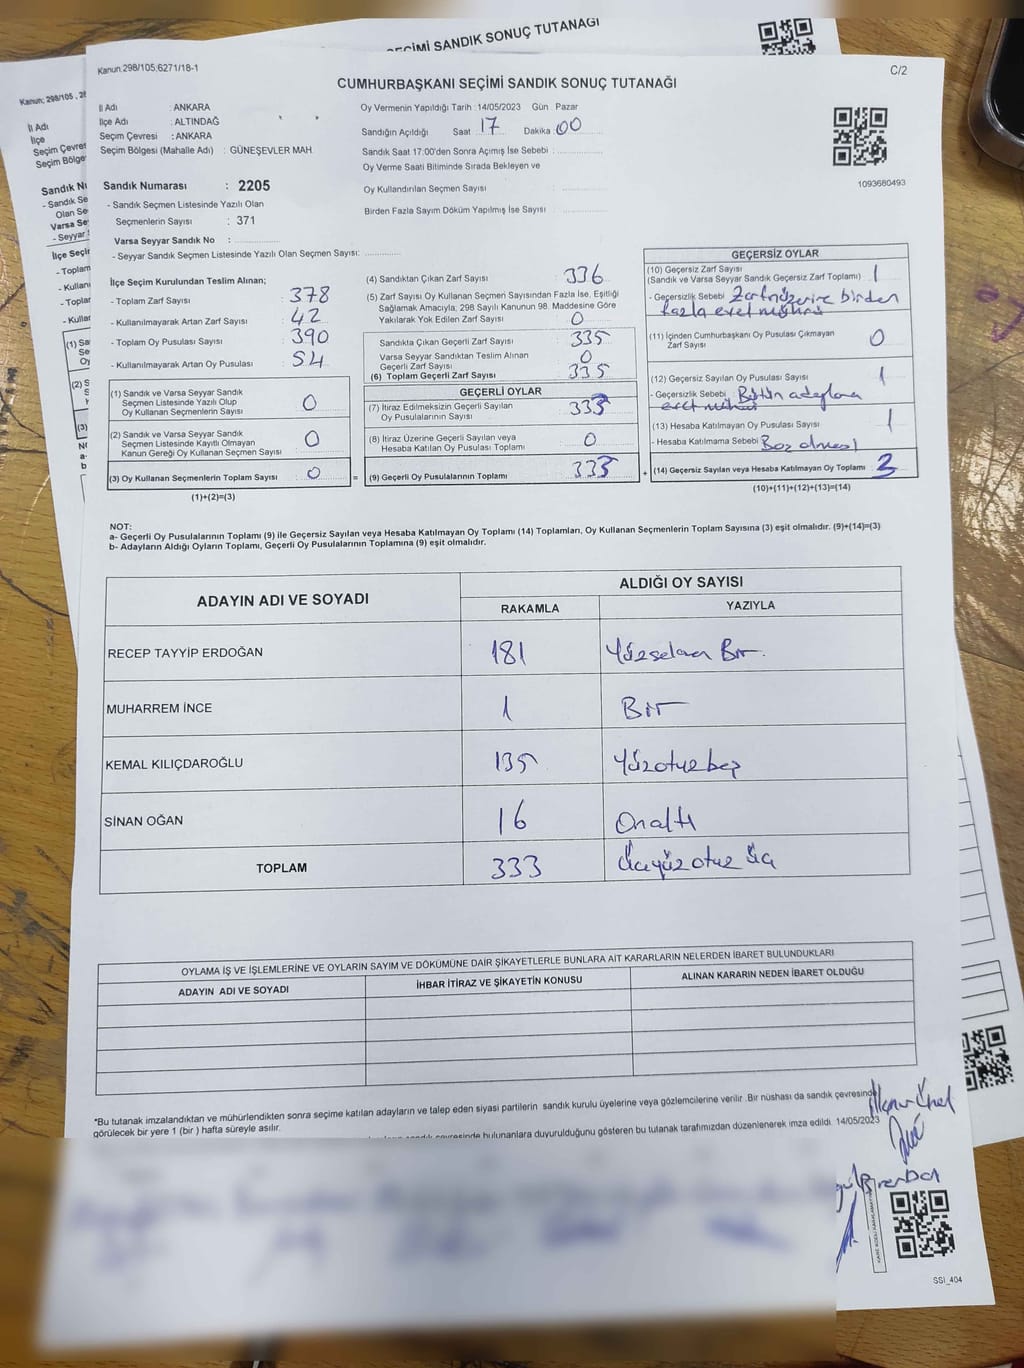 SEÇİMİ SANDIK SONUÇ TUTANAĞI
Kanun; 298/105
İl Adı
İlçe
Seçim Çevre
Seçim Bölge
Kanun 298/105;6271/18-1
C/2
CUMHURBAŞKANI SEÇİMİ SANDIK SONUÇ TUTANAĞI
İl Adı : ANKARA
İlçe Adı : ALTINDAĞ
Seçim Çevresi : ANKARA
Seçim Bölgesi (Mahalle Adı) : GÜNEŞEVLER MAH.
Oy Vermenin Yapıldığı Tarih : 14/05/2023 Gün : Pazar
Sandığın Açıldığı Saat 17 Dakika : 00
Sandık Saat 17:00'den Sonra Açımış İse Sebebi :
Oy Verme Saati Bitiminde Sırada Bekleyen ve
Oy Kullandırılan Seçmen Sayısı :
Birden Fazla Sayım Döküm Yapılmış İse Sayısı :
1093680493
Sandık Numarası : 2205
- Sandık Seçmen Listesinde Yazılı Olan
Seçmenlerin Sayısı : 371
Varsa Seyyar Sandık No :
- Seyyar Sandık Seçmen Listesinde Yazılı Olan Seçmen Sayısı:
İlçe Seçim Kurulundan Teslim Alınan;
- Toplam Zarf Sayısı : 378
- Kullanılmayarak Artan Zarf Sayısı : 42
- Toplam Oy Pusulası Sayısı : 390
- Kullanılmayarak Artan Oy Pusulası : 54
(1) Sandık ve Varsa Seyyar Sandık
Seçmen Listesinde Yazılı Olup
Oy Kullanan Seçmenlerin Sayısı : 0
(2) Sandık ve Varsa Seyyar Sandık
Seçmen Listesinde Kayıtlı Olmayan
Kanun Gereği Oy Kullanan Seçmen Sayısı : 0
(3) Oy Kullanan Seçmenlerin Toplam Sayısı : 0
(1)+(2)=(3)
(4) Sandıktan Çıkan Zarf Sayısı : 336
(5) Zarf Sayısı Oy Kullanan Seçmen Sayısından Fazla İse, Eşitliği
Sağlamak Amacıyla; 298 Sayılı Kanunun 98. Maddesine Göre
Yakılarak Yok Edilen Zarf Sayısı : 0
Sandıkta Çıkan Geçerli Zarf Sayısı : 335
Varsa Seyyar Sandıktan Teslim Alınan
Geçerli Zarf Sayısı : 0
(6) Toplam Geçerli Zarf Sayısı : 335
GEÇERLİ OYLAR
(7) İtiraz Edilmeksizin Geçerli Sayılan
Oy Pusulalarının Sayısı : 333
(8) İtiraz Üzerine Geçerli Sayılan veya
Hesaba Katılan Oy Pusulaları Toplamı : 0
(9) Geçerli Oy Pusulalarının Toplamı : 333
GEÇERSİZ OYLAR
(10) Geçersiz Zarf Sayısı
(Sandık ve Varsa Seyyar Sandık Geçersiz Zarf Toplamı) : 1
- Geçersizlik Sebebi : Zarfın üzerine birden
fazla evet mührü
(11) İçinden Cumhurbaşkanı Oy Pusulası Çıkmayan
Zarf Sayısı : 0
(12) Geçersiz Sayılan Oy Pusulası Sayısı : 1
- Geçersizlik Sebebi : Bütün adaylara
evet mührü
(13) Hesaba Katılmayan Oy Pusulası Sayısı : 1
- Hesaba Katılmama Sebebi : Boş olması
(14) Geçersiz Sayılan veya Hesaba Katılmayan Oy Toplamı : 3
(10)+(11)+(12)+(13)=(14)
NOT:
a- Geçerli Oy Pusulalarının Toplamı (9) ile Geçersiz Sayılan veya Hesaba Katılmayan Oy Toplamı (14) Toplamları, Oy Kullanan Seçmenlerin Toplam Sayısına (3) eşit olmalıdır. (9)+(14)=(3)
b- Adayların Aldığı Oyların Toplamı, Geçerli Oy Pusulalarının Toplamına (9) eşit olmalıdır.
ADAYIN ADI VE SOYADI
ALDIĞI OY SAYISI
RAKAMLA YAZIYLA
RECEP TAYYİP ERDOĞAN 181 Yüzseksen Bir.
MUHARREM İNCE 1 Bir
KEMAL KILIÇDAROĞLU 135 Yüzotuzbeş
SİNAN OĞAN 16 Onaltı
TOPLAM 333 Üçyüz otuz üç
OYLAMA İŞ VE İŞLEMLERİNE VE OYLARIN SAYIM VE DÖKÜMÜNE DAİR ŞİKAYETLERLE BUNLARA AİT KARARLARIN NELERDEN İBARET BULUNDUKLARI
ADAYIN ADI VE SOYADI
İHBAR İTİRAZ VE ŞİKAYETİN KONUSU
ALINAN KARARIN NEDEN İBARET OLDUĞU
*Bu tutanak imzalandıktan ve mühürlendikten sonra seçime katılan adayların ve talep eden siyasi partilerin sandık kurulu üyelerine veya gözlemcilerine verilir .Bir nüshası da sandık çevresinde
görülecek bir yere 1 (bir ) hafta süreyle asılır.
çevresinde bulunanlara duyurulduğunu gösteren bu tutanak tarafımızdan düzenlenerek imza edildi. 14/05/2023
SSI_404